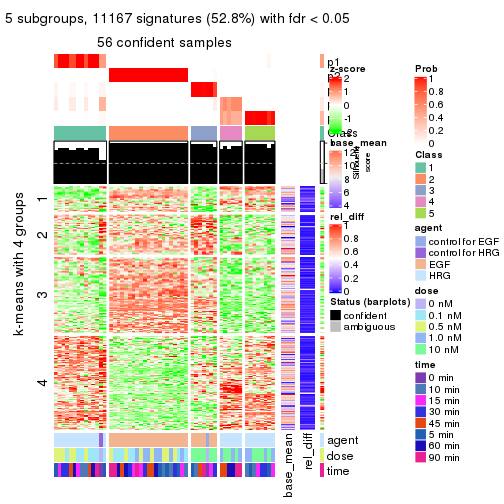 5 subgroups, 11167 signatures (52.8%) with fdr < 0.05
56 confident samples
p1
z-score
2
1
0
-1
-2
Class
Silhouette score
base_mean
12
8
6
4
rel_diff
1
0.8
0.6
0.4
0.2
0
Status (barplots)
confident
ambiguous
Prob
1
0.8
0.6
0.4
0.2
0
Class
1
2
3
4
5
agent
control for EGF
control for HRG
EGF
HRG
dose
0 nM
0.1 nM
0.5 nM
1.0 nM
10 nM
time
0 min
10 min
15 min
30 min
45 min
5 min
60 min
90 min
k-means with 4 groups
1
2
3
4
agent
dose
time
base_mean
rel_diff